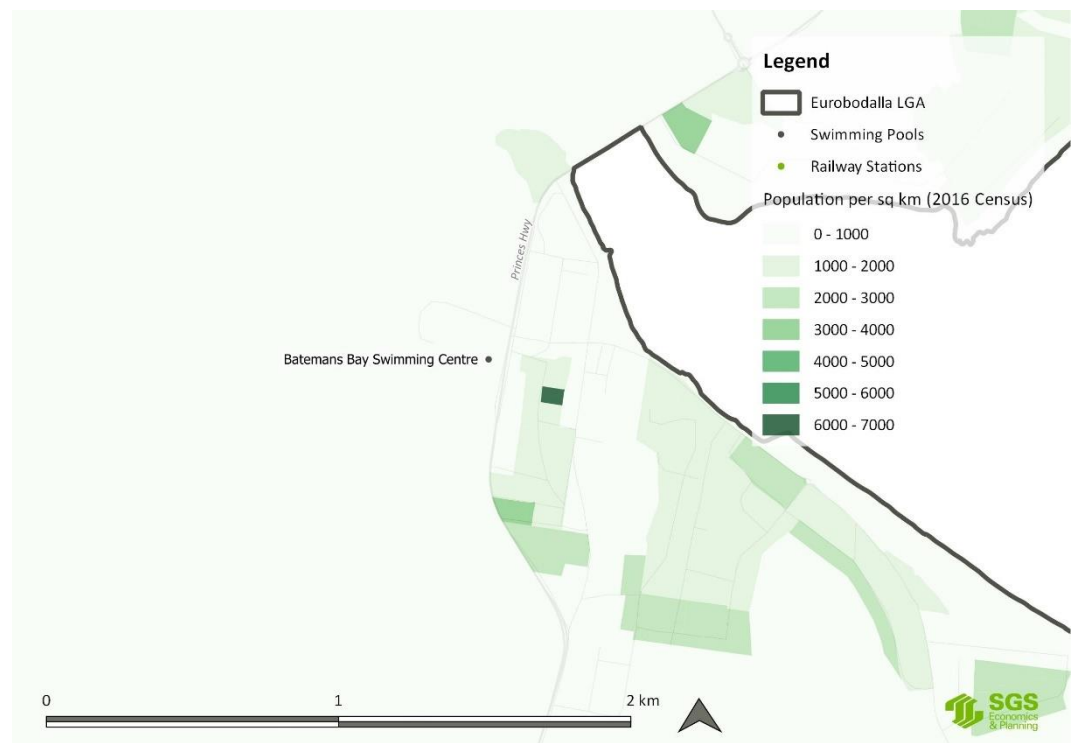 Legend
Eurobodalla LGA
Swimming Pools
Railway Stations
Population per sq km (2016 Census)
0 - 1000
1000 - 2000
2000 - 3000
3000 - 4000
4000 - 5000
5000 - 6000
6000 - 7000
Princes Hwy
Batemans Bay Swimming Centre
0 1 2 km
SGS
Economics
& Planning